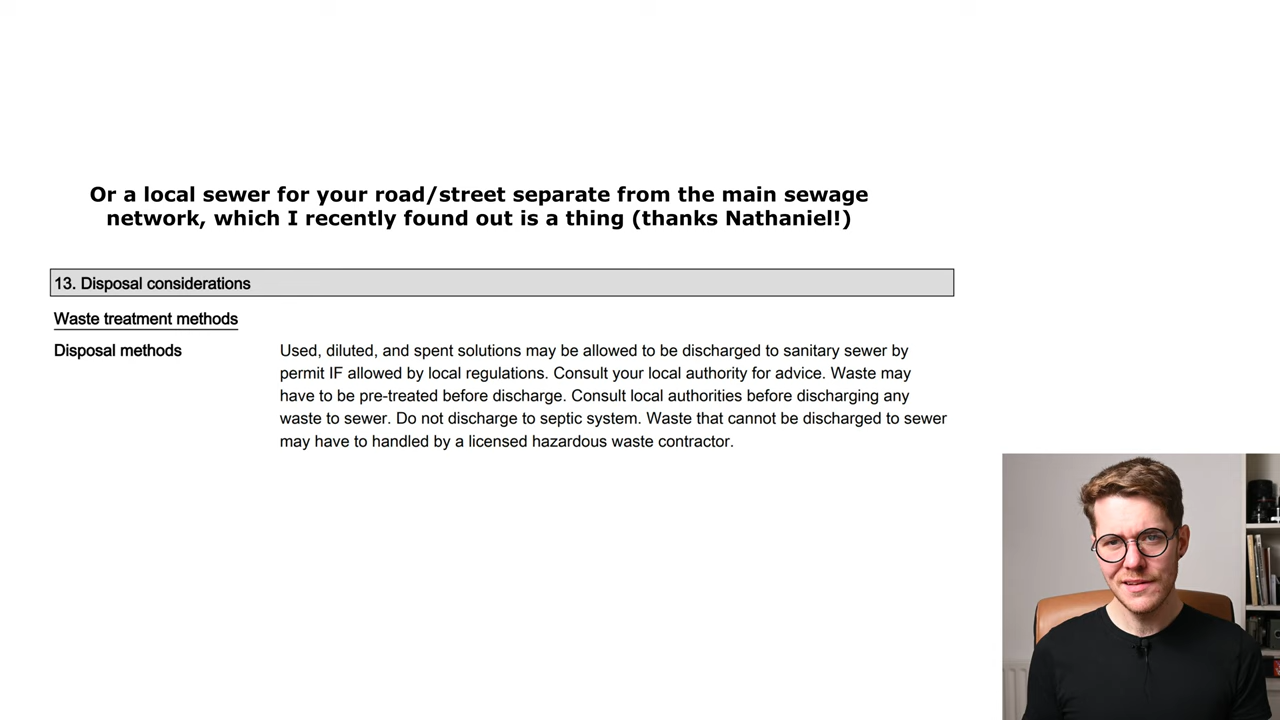 Or a local sewer for your road/street separate from the main sewage
network, which I recently found out is a thing (thanks Nathaniel!)
13. Disposal considerations
Waste treatment methods
Disposal methods
Used, diluted, and spent solutions may be allowed to be discharged to sanitary sewer by
permit IF allowed by local regulations. Consult your local authority for advice. Waste may
have to be pre-treated before discharge. Consult local authorities before discharging any
waste to sewer. Do not discharge to septic system. Waste that cannot be discharged to sewer
may have to handled by a licensed hazardous waste contractor.